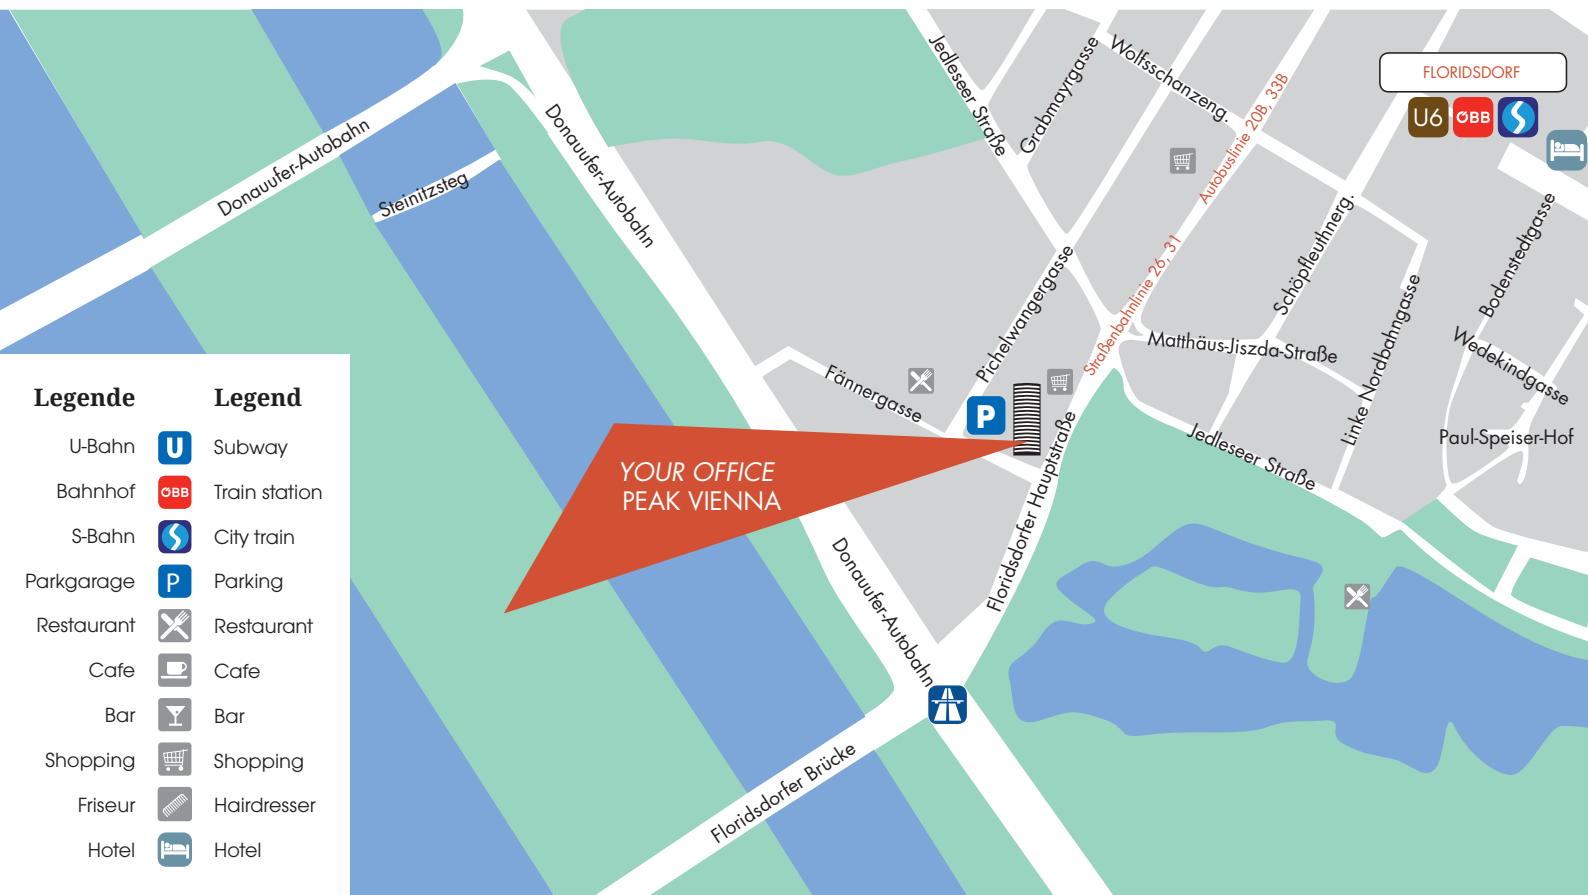 Jedleseer Straße
Grabmayrgasse
Wolfsschanzeng.
Autobuslinie 20B, 33B
FLORIDSDORF
U6
ÖBB
Donauufer-Autobahn
Steinitzsteg
Donauufer-Autobahn
Pichelwangergasse
Straßenbahnlinie 26, 31
Schöpfleuthnerg.
Bodenstedtgasse
Matthäus-Jiszda-Straße
Linke Nordbahngasse
Wedekindgasse
Fännergasse
P
Floridsdorfer Hauptstraße
Jedleseer Straße
Paul-Speiser-Hof
YOUR OFFICE
PEAK VIENNA
Donauufer-Autobahn
Floridsdorfer Brücke
Legende Legend
U-Bahn U Subway
Bahnhof ÖBB Train station
S-Bahn S City train
Parkgarage P Parking
Restaurant Restaurant
Cafe Cafe
Bar Bar
Shopping Shopping
Friseur Hairdresser
Hotel Hotel